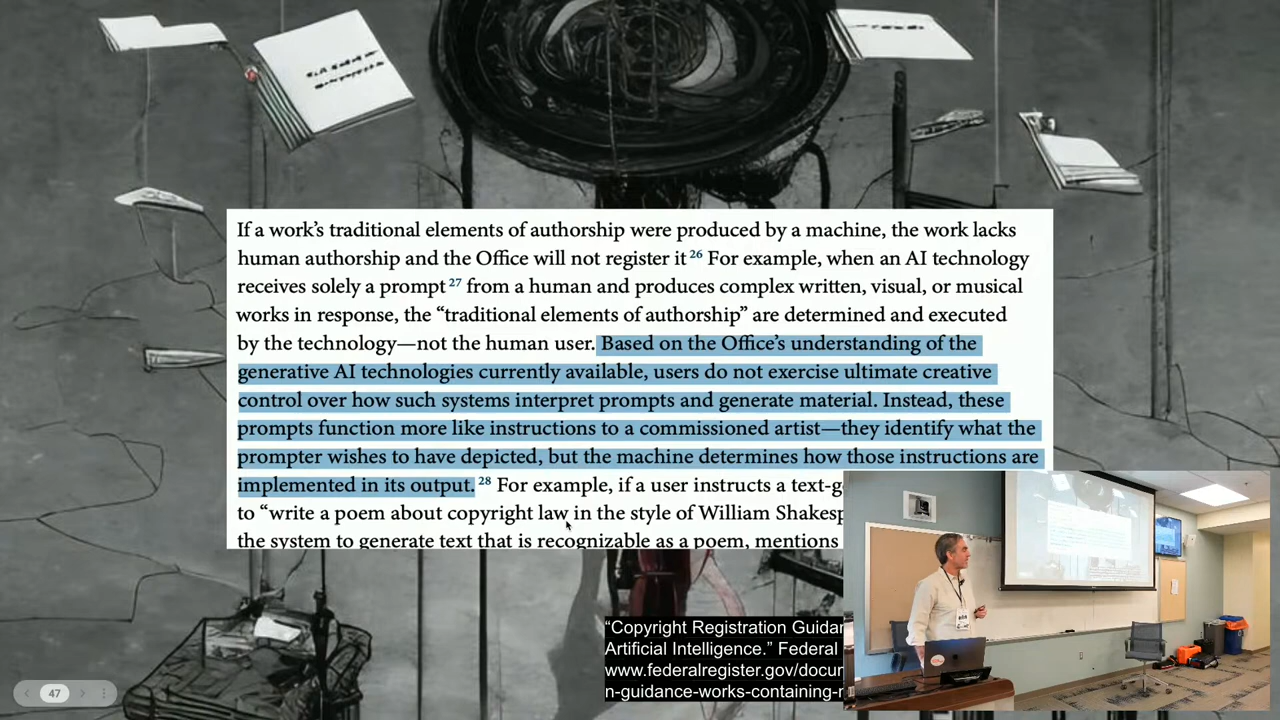 If a work’s traditional elements of authorship were produced by a machine, the work lacks
human authorship and the Office will not register it 26 For example, when an AI technology
receives solely a prompt 27 from a human and produces complex written, visual, or musical
works in response, the “traditional elements of authorship” are determined and executed
by the technology—not the human user. Based on the Office’s understanding of the
generative AI technologies currently available, users do not exercise ultimate creative
control over how such systems interpret prompts and generate material. Instead, these
prompts function more like instructions to a commissioned artist—they identify what the
prompter wishes to have depicted, but the machine determines how those instructions are
implemented in its output. 28 For example, if a user instructs a text-g
to “write a poem about copyright law in the style of William Shakesp
the system to generate text that is recognizable as a poem, mentions
“Copyright Registration Guidan
Artificial Intelligence.” Federal
www.federalregister.gov/docur
n-guidance-works-containing-r
47